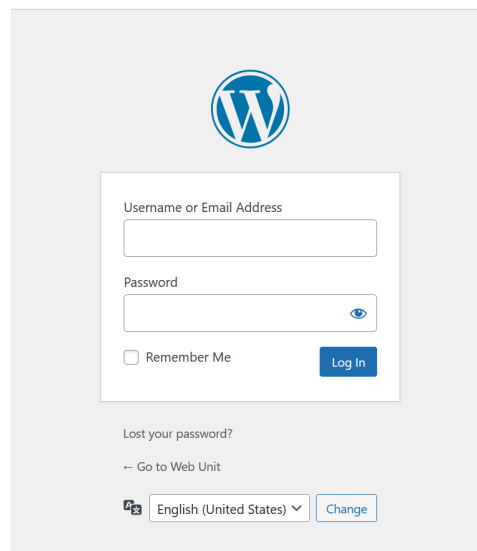 Username or Email Address
Password
Remember Me
Log In
Lost your password?
← Go to Web Unit
English (United States)
Change